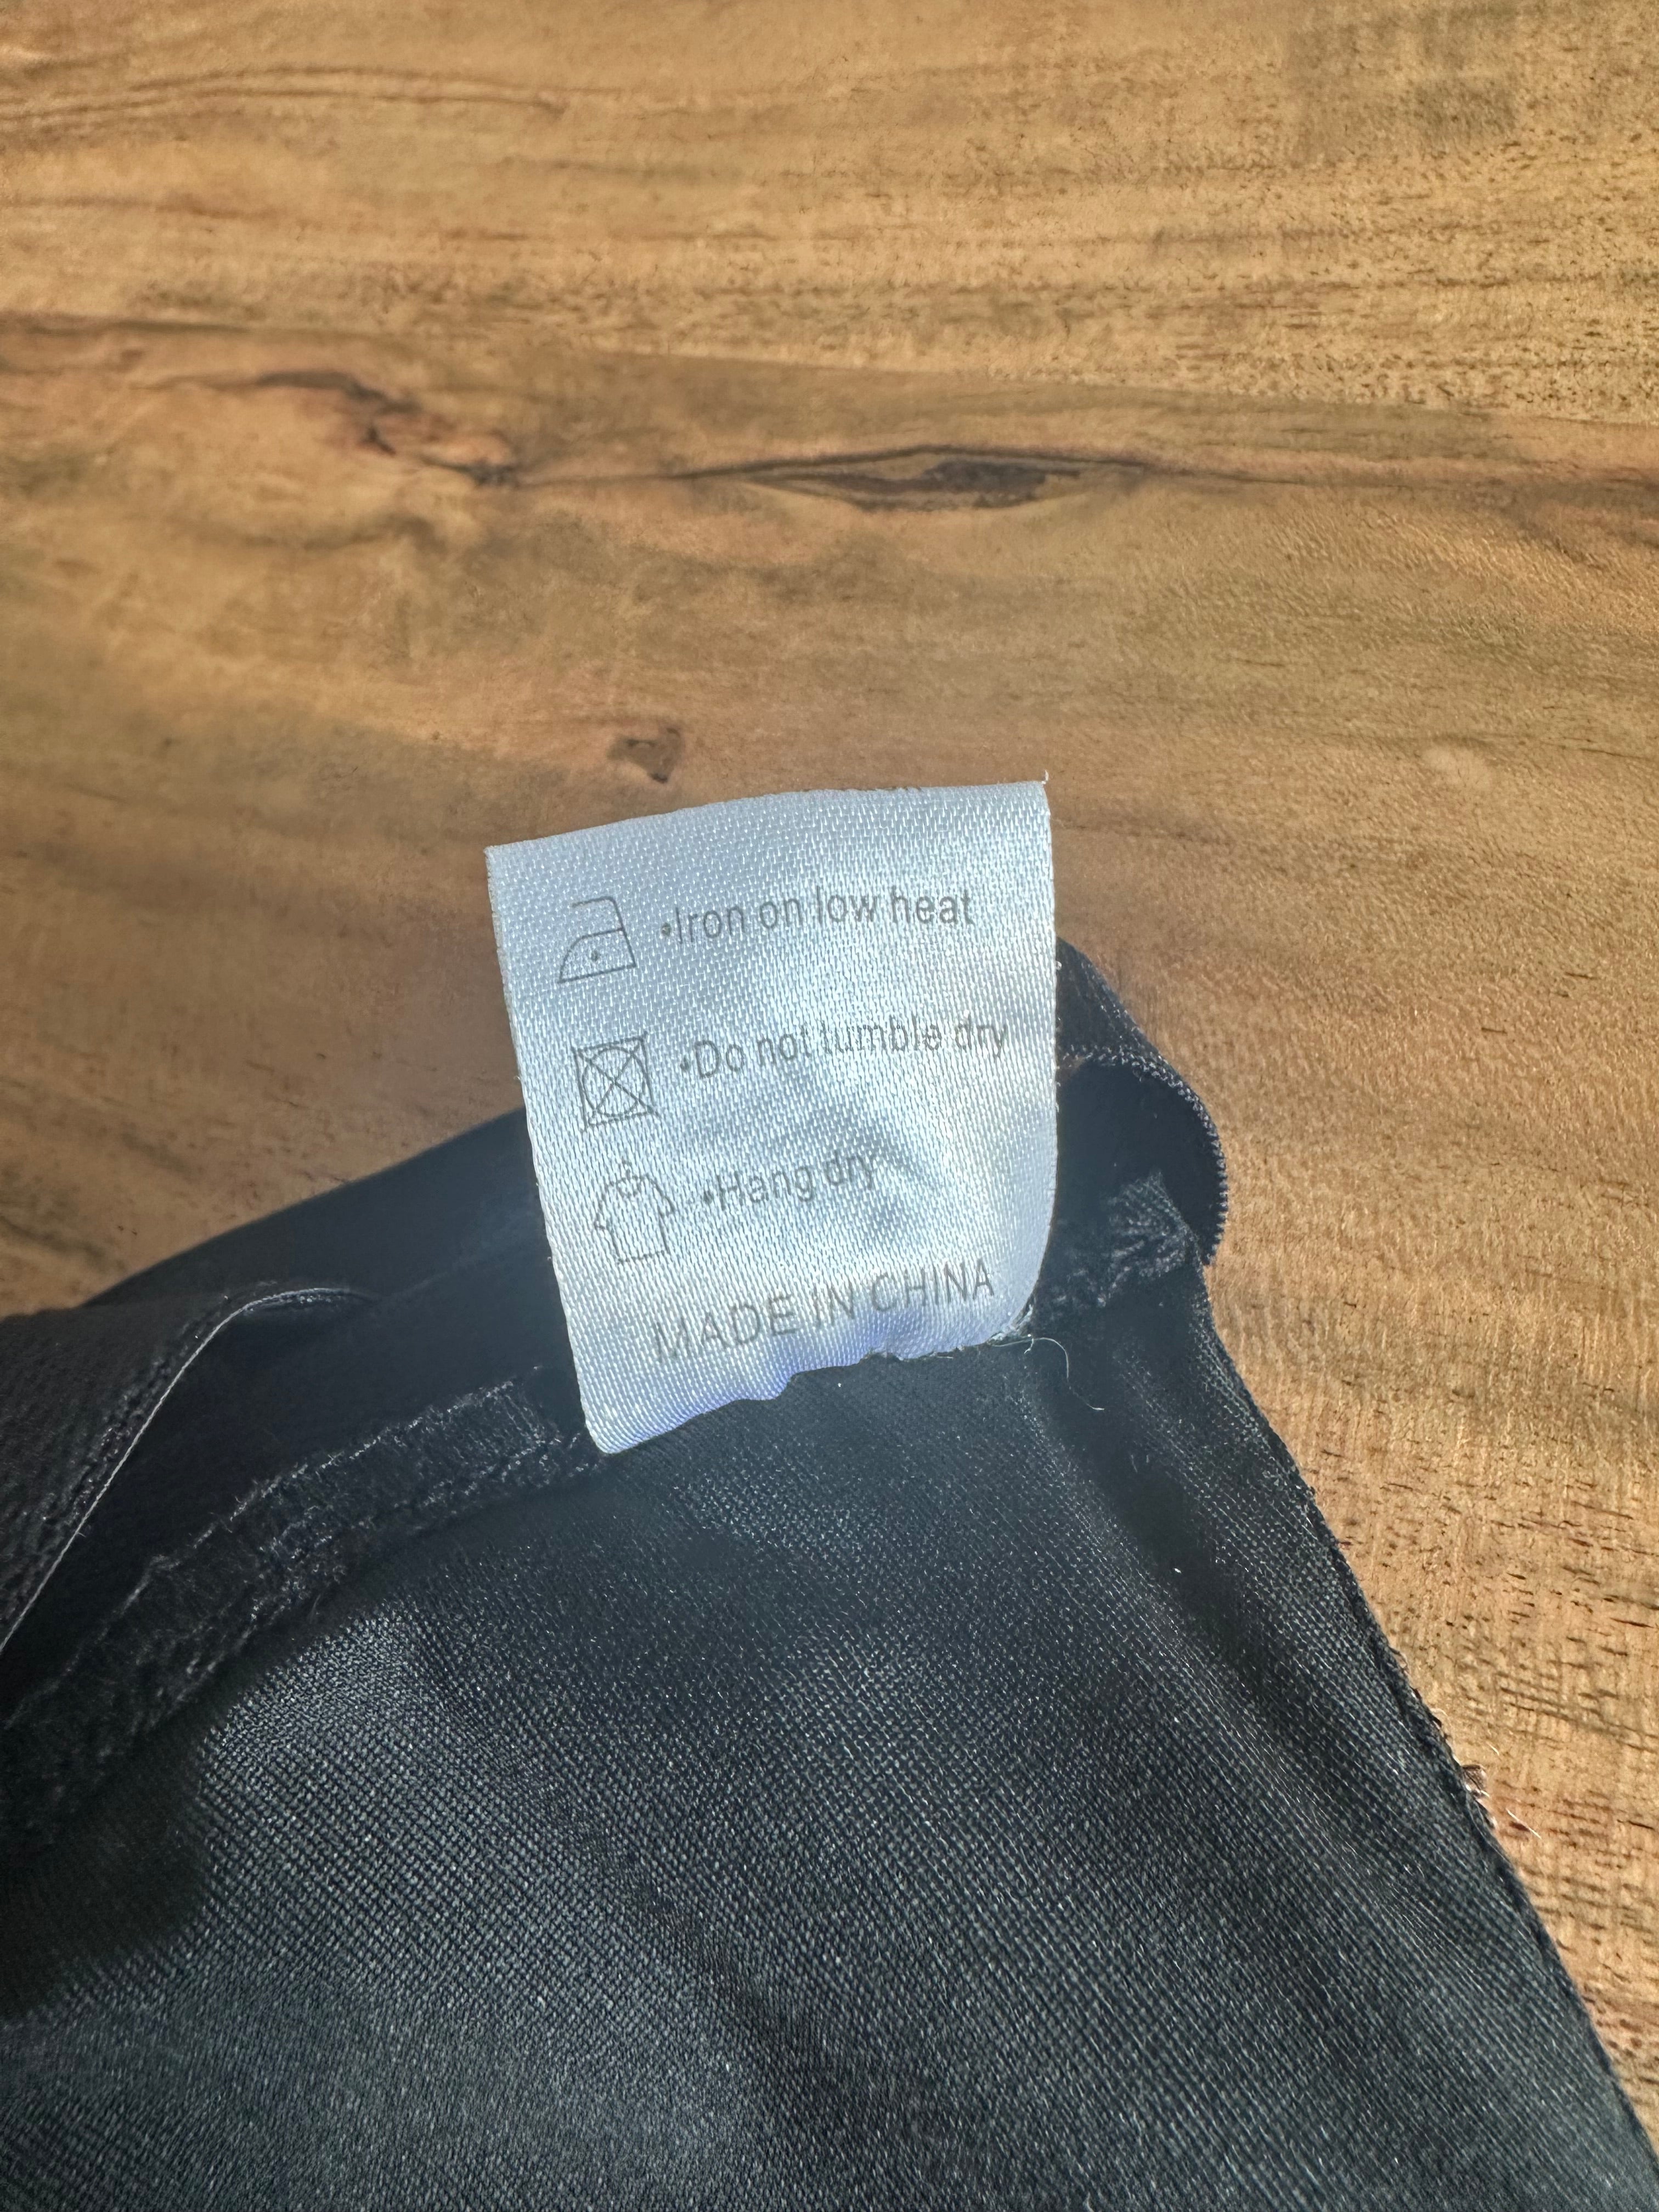 •Iron on low heat
•Do not tumble dry
•Hang dry
MADE IN CHINA